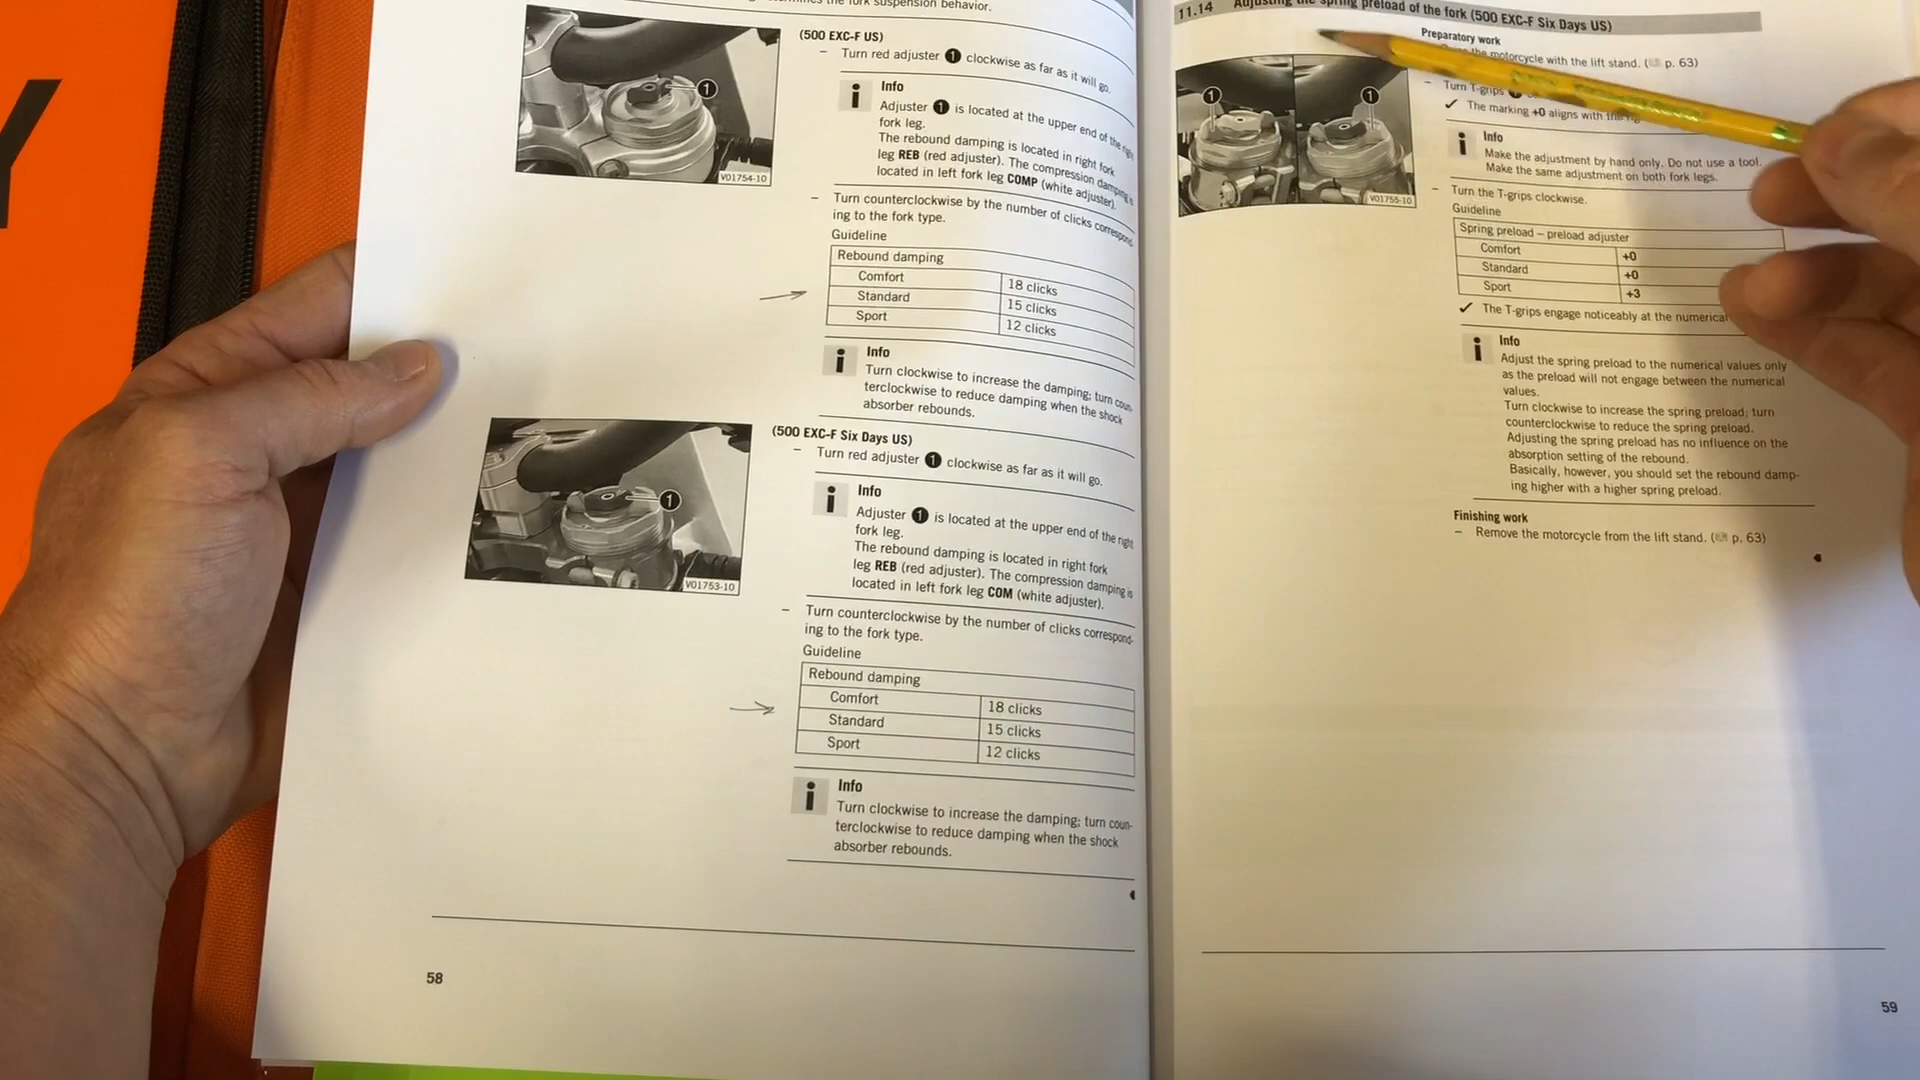 Y
the fork suspension behavior.
(500 EXC-F US)
– Turn red adjuster 1 clockwise as far as it will go.
1
V01754-10
Info
Adjuster 1 is located at the upper end of the right
fork leg.
The rebound damping is located in right fork
leg REB (red adjuster). The compression damping is
located in left fork leg COMP (white adjuster).
– Turn counterclockwise by the number of clicks correspond-
ing to the fork type.
Guideline
Rebound damping
Comfort 18 clicks
Standard 15 clicks
Sport 12 clicks
Info
Turn clockwise to increase the damping; turn coun-
terclockwise to reduce damping when the shock
absorber rebounds.
(500 EXC-F Six Days US)
– Turn red adjuster 1 clockwise as far as it will go.
1
V01753-10
Info
Adjuster 1 is located at the upper end of the right
fork leg.
The rebound damping is located in right fork
leg REB (red adjuster). The compression damping is
located in left fork leg COM (white adjuster).
– Turn counterclockwise by the number of clicks correspond-
ing to the fork type.
Guideline
Rebound damping
Comfort 18 clicks
Standard 15 clicks
Sport 12 clicks
Info
Turn clockwise to increase the damping; turn coun-
terclockwise to reduce damping when the shock
absorber rebounds.
58
11.14 Adjusting the spring preload of the fork (500 EXC-F Six Days US)
Preparatory work
the motorcycle with the lift stand. ( p. 63)
1 1
V01755-10
– Turn T-grips
✓ The marking +0 aligns with
Info
Make the adjustment by hand only. Do not use a tool.
Make the same adjustment on both fork legs.
– Turn the T-grips clockwise.
Guideline
Spring preload – preload adjuster
Comfort +0
Standard +0
Sport +3
✓ The T-grips engage noticeably at the numerical
Info
Adjust the spring preload to the numerical values only
as the preload will not engage between the numerical
values.
Turn clockwise to increase the spring preload; turn
counterclockwise to reduce the spring preload.
Adjusting the spring preload has no influence on the
absorption setting of the rebound.
Basically, however, you should set the rebound damp-
ing higher with a higher spring preload.
Finishing work
– Remove the motorcycle from the lift stand. ( p. 63)
59